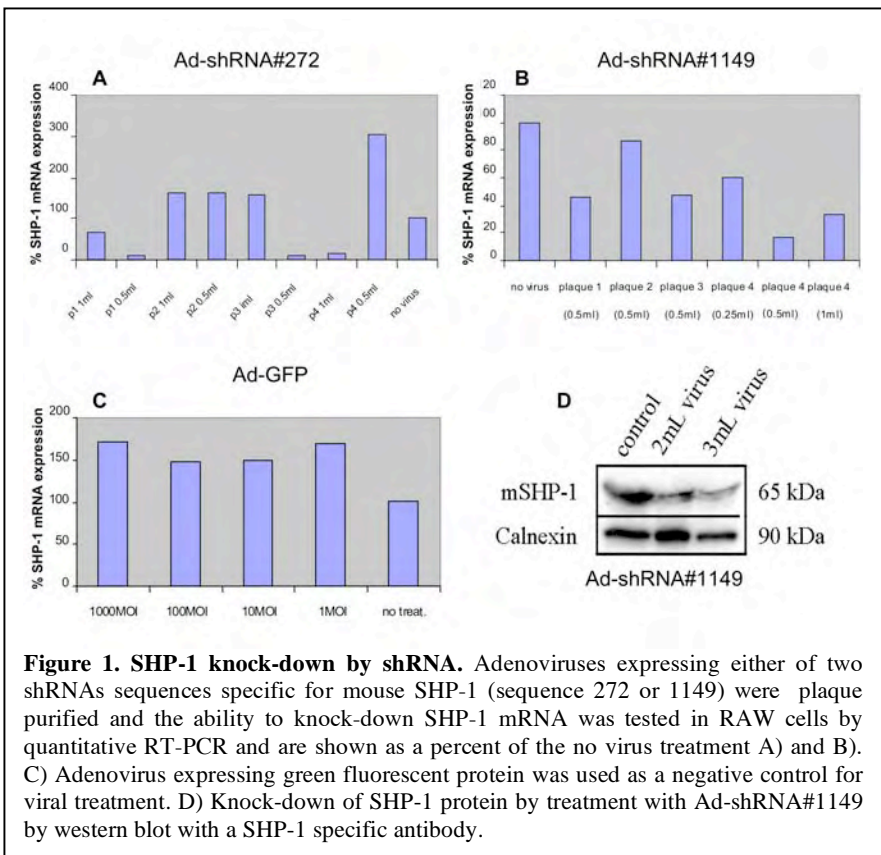 Ad-shRNA#272
A
% SHP-1 mRNA expression
400
300
200
100
0
p1 1ml
p1 0.5ml
p2 1ml
p2 0.5ml
p3 iml
p3 0.5ml
p4 1ml
p4 0.5ml
no virus
Ad-shRNA#1149
B
% SHP-1 mRNA expression
20
00
80
60
40
20
0
no virus
plaque 1
plaque 2
plaque 3
plaque 4
plaque 4
plaque 4
(0.5ml)
(0.5ml)
(0.5ml)
(0.25ml)
(0.5ml)
(1ml)
Ad-GFP
C
% SHP-1 mRNA expression
200
150
100
50
0
1000MOI
100MOI
10MOI
1MOI
no treat.
D
control
2mL virus
3mL virus
mSHP-1
65 kDa
Calnexin
90 kDa
Ad-shRNA#1149
Figure 1. SHP-1 knock-down by shRNA. Adenoviruses expressing either of two
shRNAs sequences specific for mouse SHP-1 (sequence 272 or 1149) were plaque
purified and the ability to knock-down SHP-1 mRNA was tested in RAW cells by
quantitative RT-PCR and are shown as a percent of the no virus treatment A) and B).
C) Adenovirus expressing green fluorescent protein was used as a negative control for
viral treatment. D) Knock-down of SHP-1 protein by treatment with Ad-shRNA#1149
by western blot with a SHP-1 specific antibody.